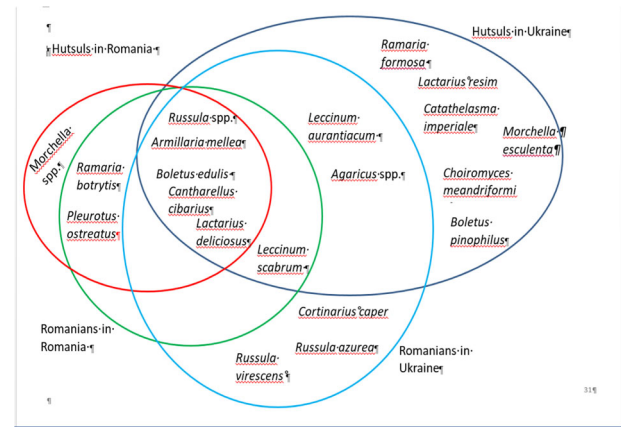 Hutsuls in Romania
Hutsuls in Ukraine
Ramaria
formosa
Lactarius resim
Russula spp.
Leccinum
aurantiacum
Catathelasma
imperiale
Morchella
esculenta
Armillaria mellea
Morchella
spp.
Ramaria
botrytis
Boletus edulis
Agaricus spp.
Choiromyces
meandriformi
Cantharellus
cibarius
Pleurotus
ostreatus
Lactarius
deliciosus
Boletus
pinophilus
Leccinum
scabrum
Cortinarius caper
Romanians in
Romania
Russula azurea
Romanians in
Ukraine
Russula
virescens
31